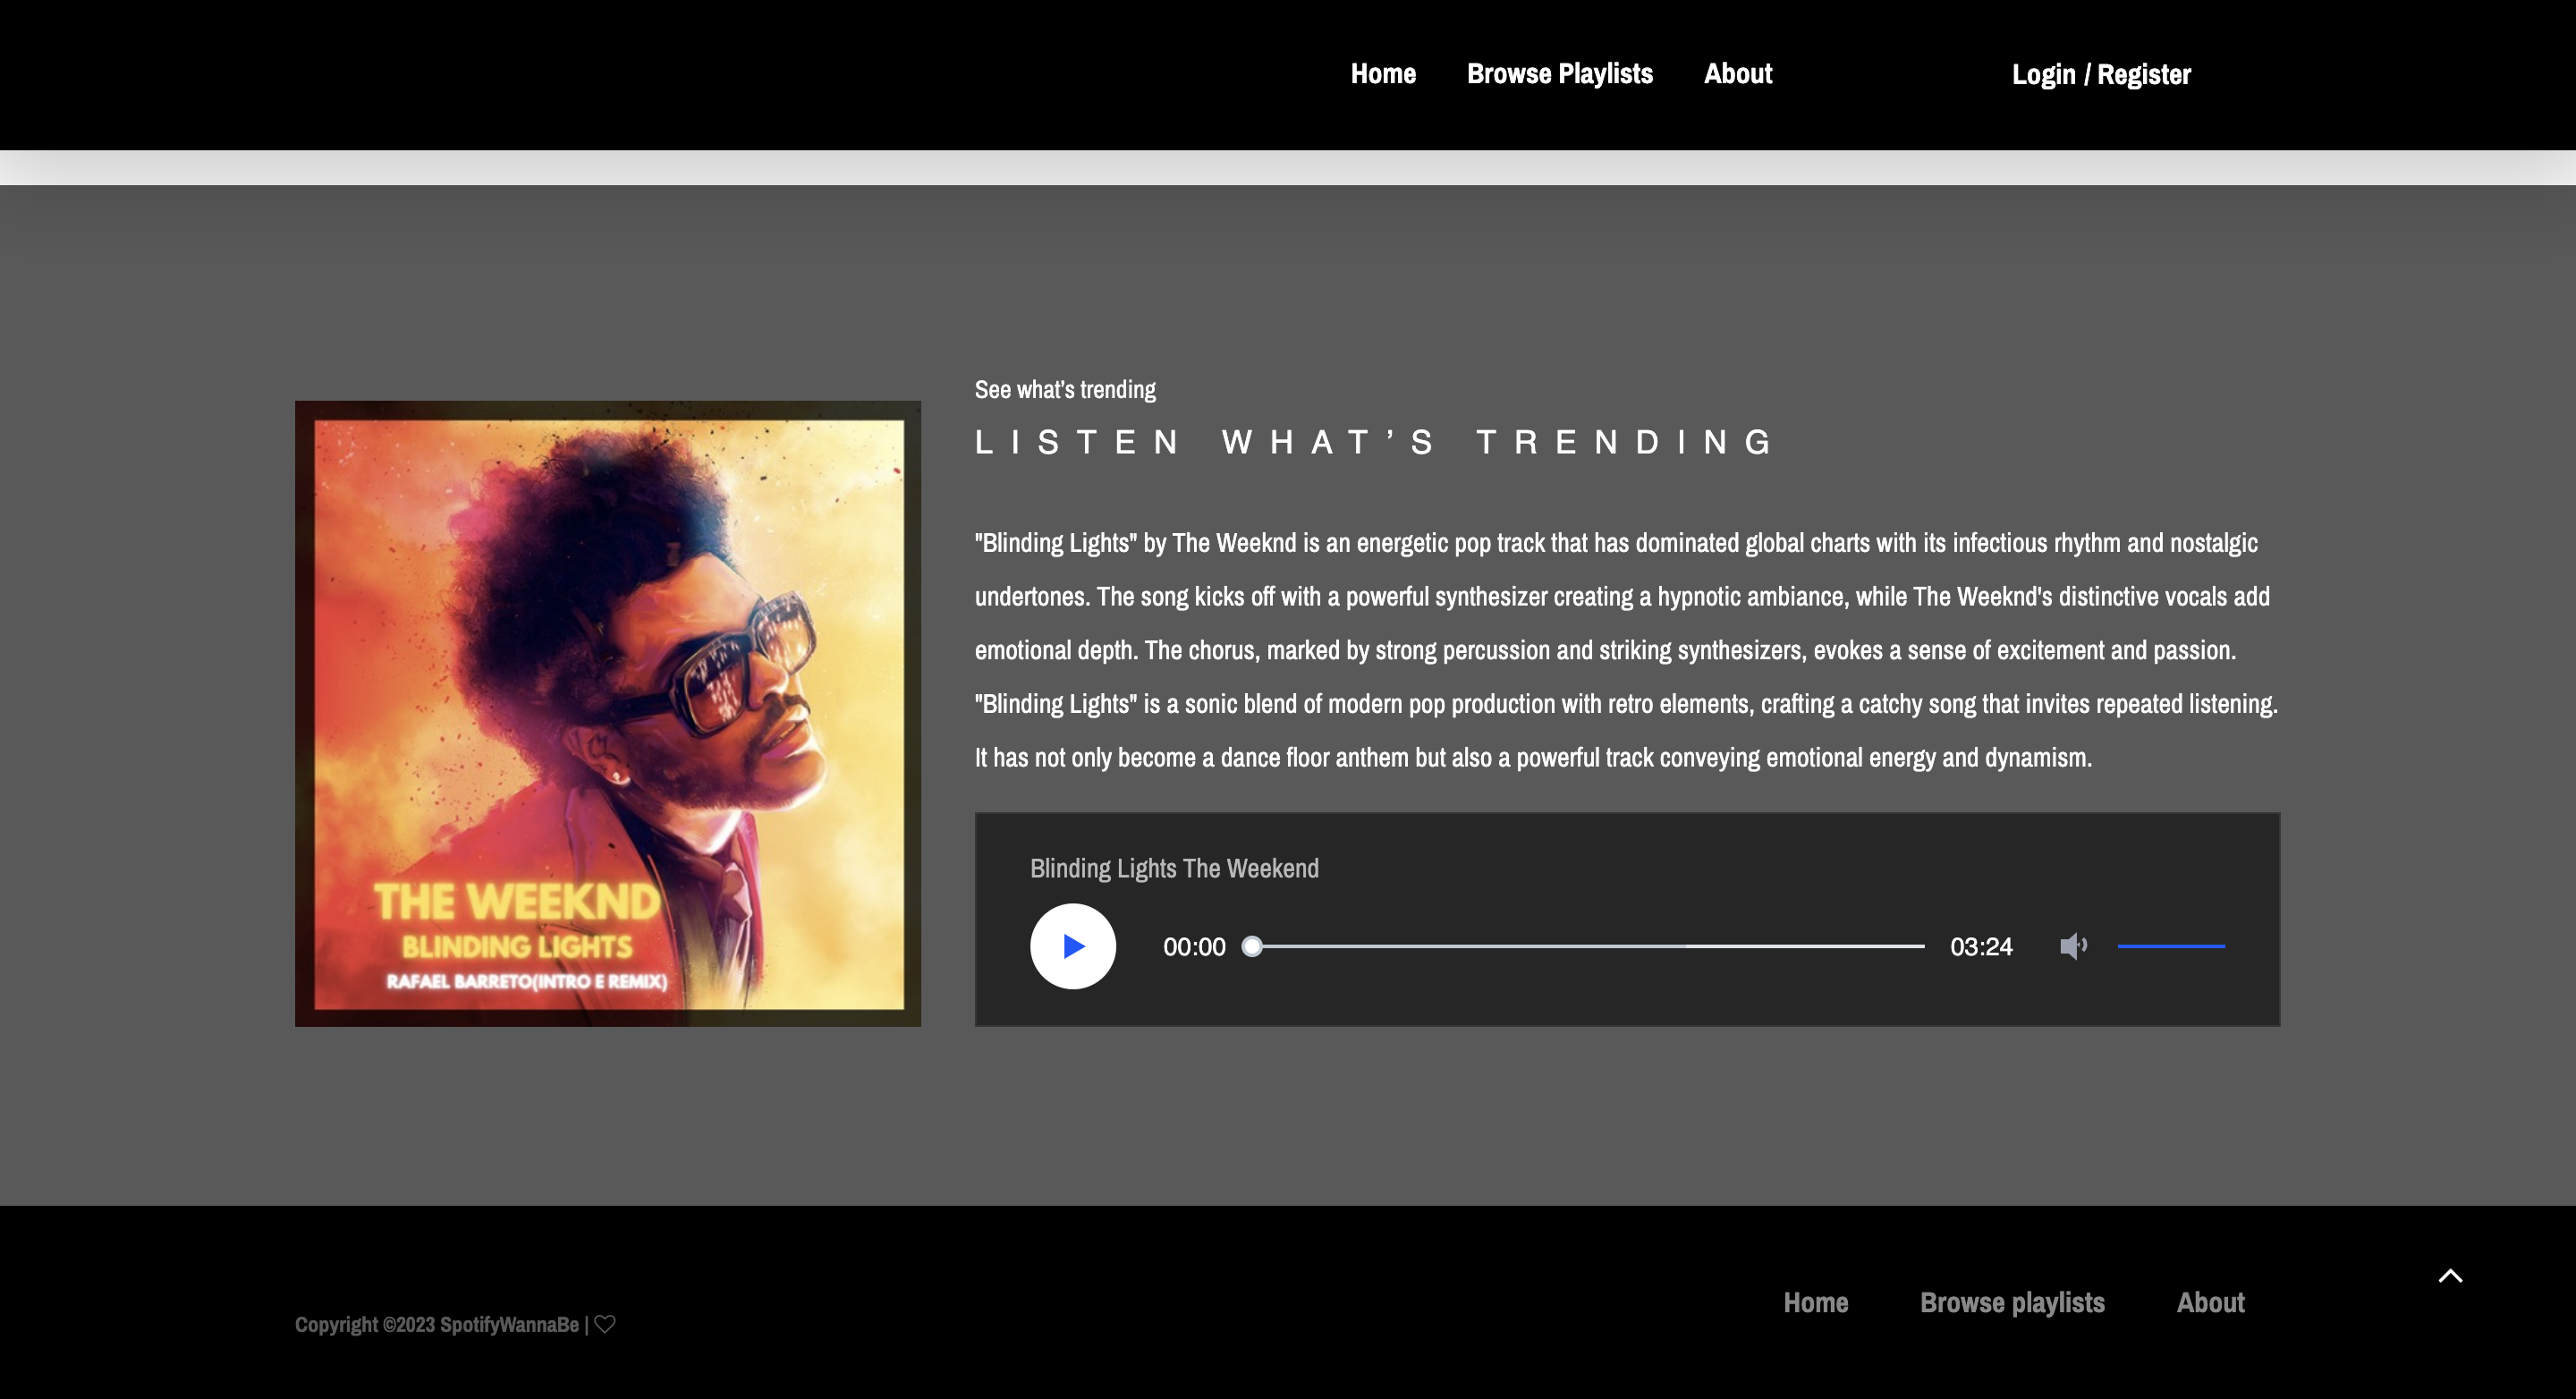 Home Browse Playlists About Login / Register
See what’s trending
LISTEN WHAT’S TRENDING
"Blinding Lights" by The Weeknd is an energetic pop track that has dominated global charts with its infectious rhythm and nostalgic
undertones. The song kicks off with a powerful synthesizer creating a hypnotic ambiance, while The Weeknd's distinctive vocals add
emotional depth. The chorus, marked by strong percussion and striking synthesizers, evokes a sense of excitement and passion.
"Blinding Lights" is a sonic blend of modern pop production with retro elements, crafting a catchy song that invites repeated listening.
It has not only become a dance floor anthem but also a powerful track conveying emotional energy and dynamism.
THE WEEKND
BLINDING LIGHTS
RAFAEL BARRETO(INTRO E REMIX)
Blinding Lights The Weekend
00:00 03:24
Home Browse playlists About
Copyright ©2023 SpotifyWannaBe | ♡